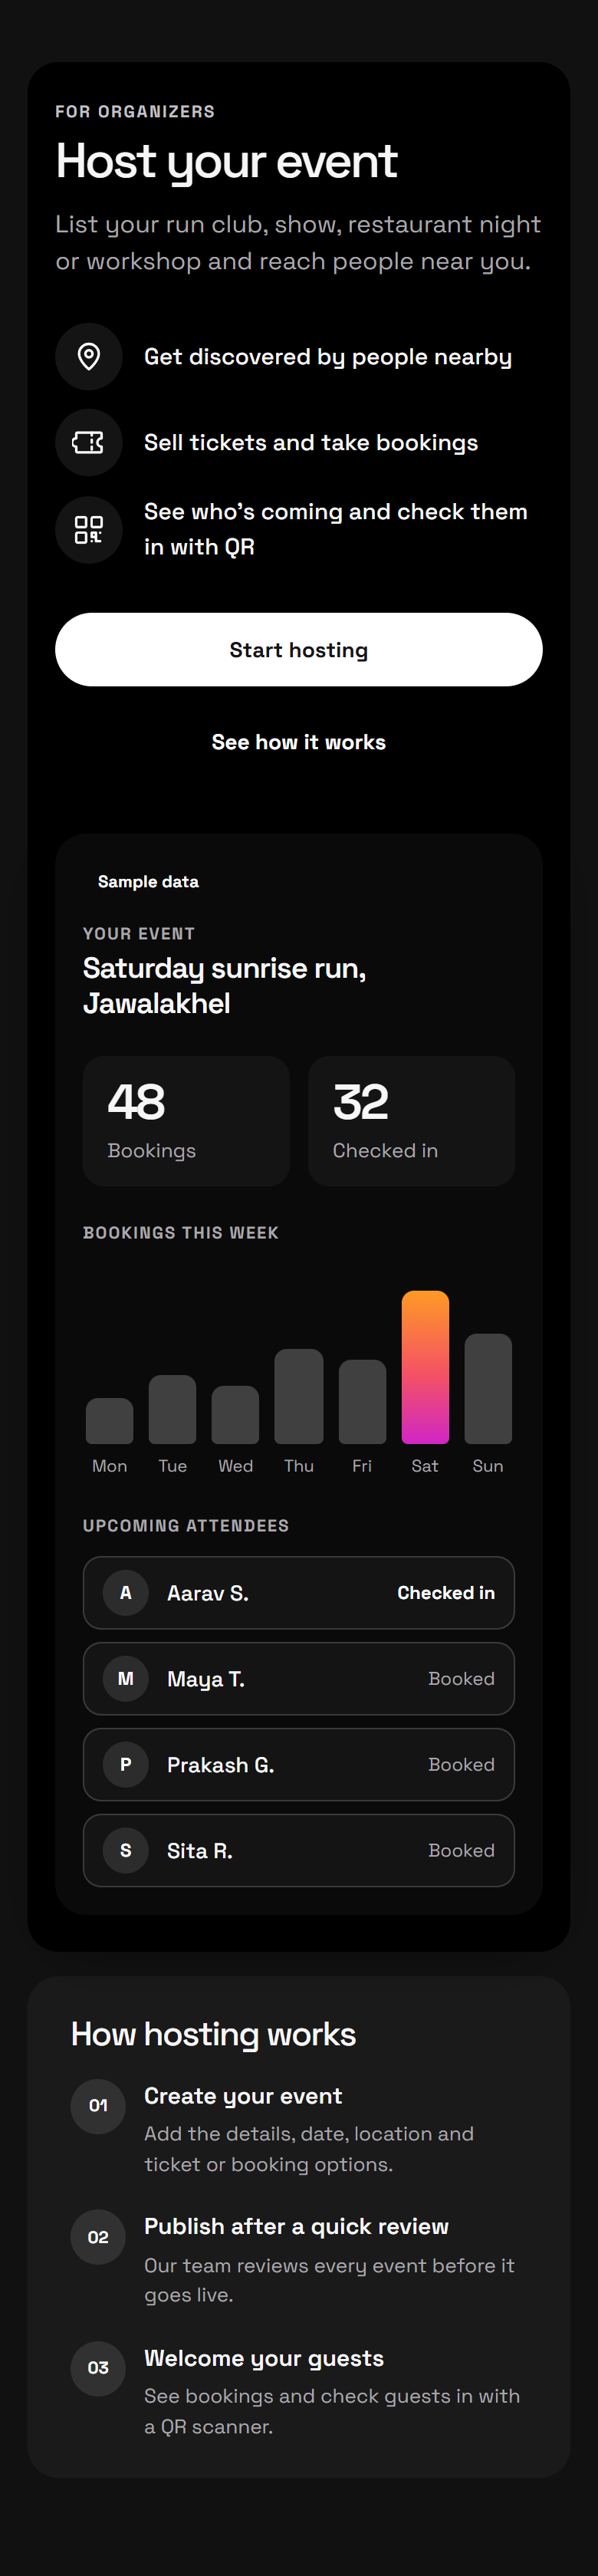 FOR ORGANIZERS
Host your event
List your run club, show, restaurant night
or workshop and reach people near you.
Get discovered by people nearby
Sell tickets and take bookings
See who’s coming and check them
in with QR
Start hosting
See how it works
Sample data
YOUR EVENT
Saturday sunrise run,
Jawalakhel
48
Bookings
32
Checked in
BOOKINGS THIS WEEK
Mon Tue Wed Thu Fri Sat Sun
UPCOMING ATTENDEES
A Aarav S. Checked in
M Maya T. Booked
P Prakash G. Booked
S Sita R. Booked
How hosting works
01 Create your event
Add the details, date, location and
ticket or booking options.
02 Publish after a quick review
Our team reviews every event before it
goes live.
03 Welcome your guests
See bookings and check guests in with
a QR scanner.